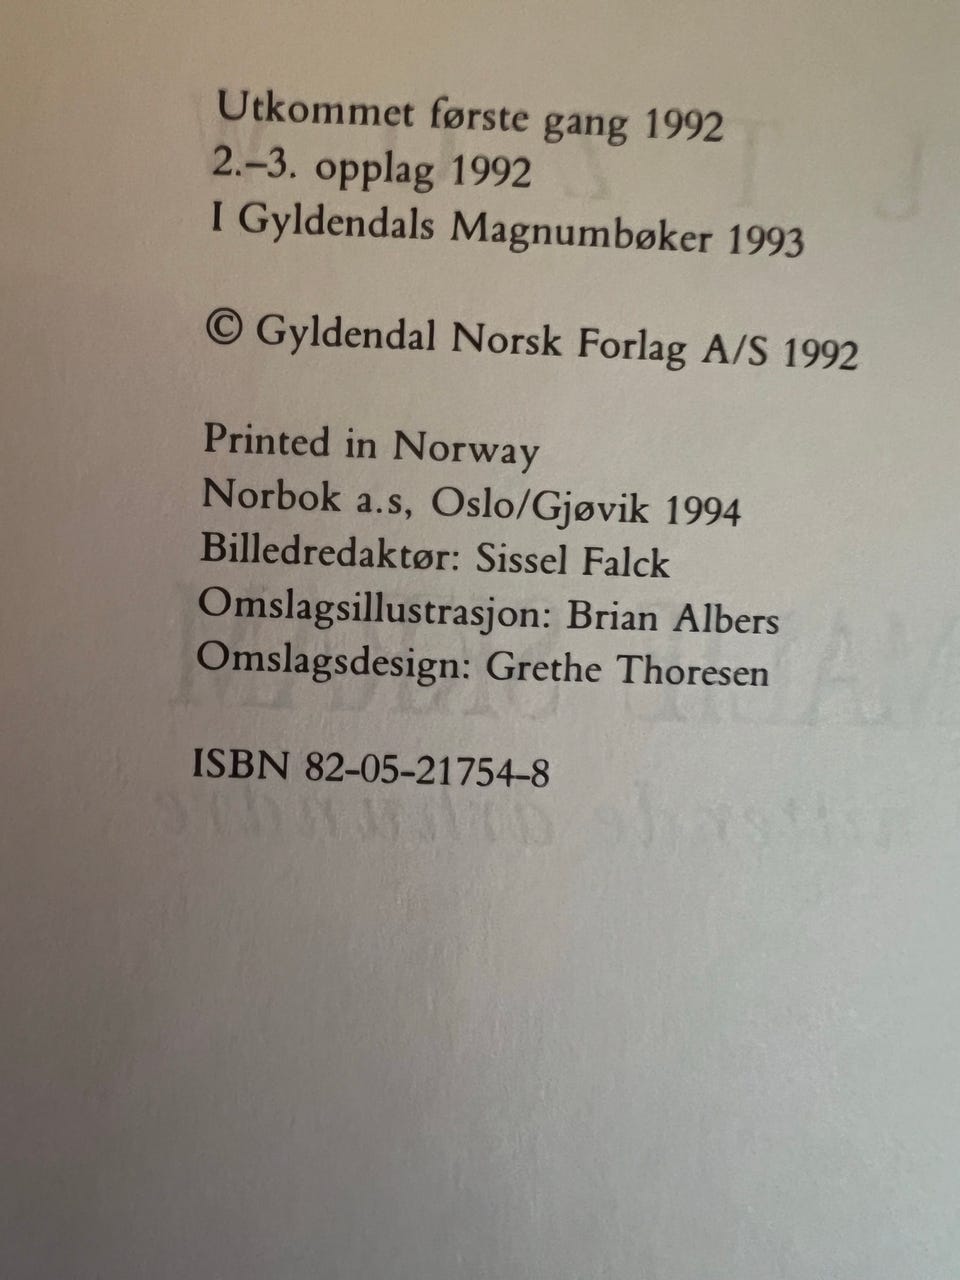 Utkommet første gang 1992
2.–3. opplag 1992
I Gyldendals Magnumbøker 1993
© Gyldendal Norsk Forlag A/S 1992
Printed in Norway
Norbok a.s, Oslo/Gjøvik 1994
Billedredaktør: Sissel Falck
Omslagsillustrasjon: Brian Albers
Omslagsdesign: Grethe Thoresen
ISBN 82-05-21754-8